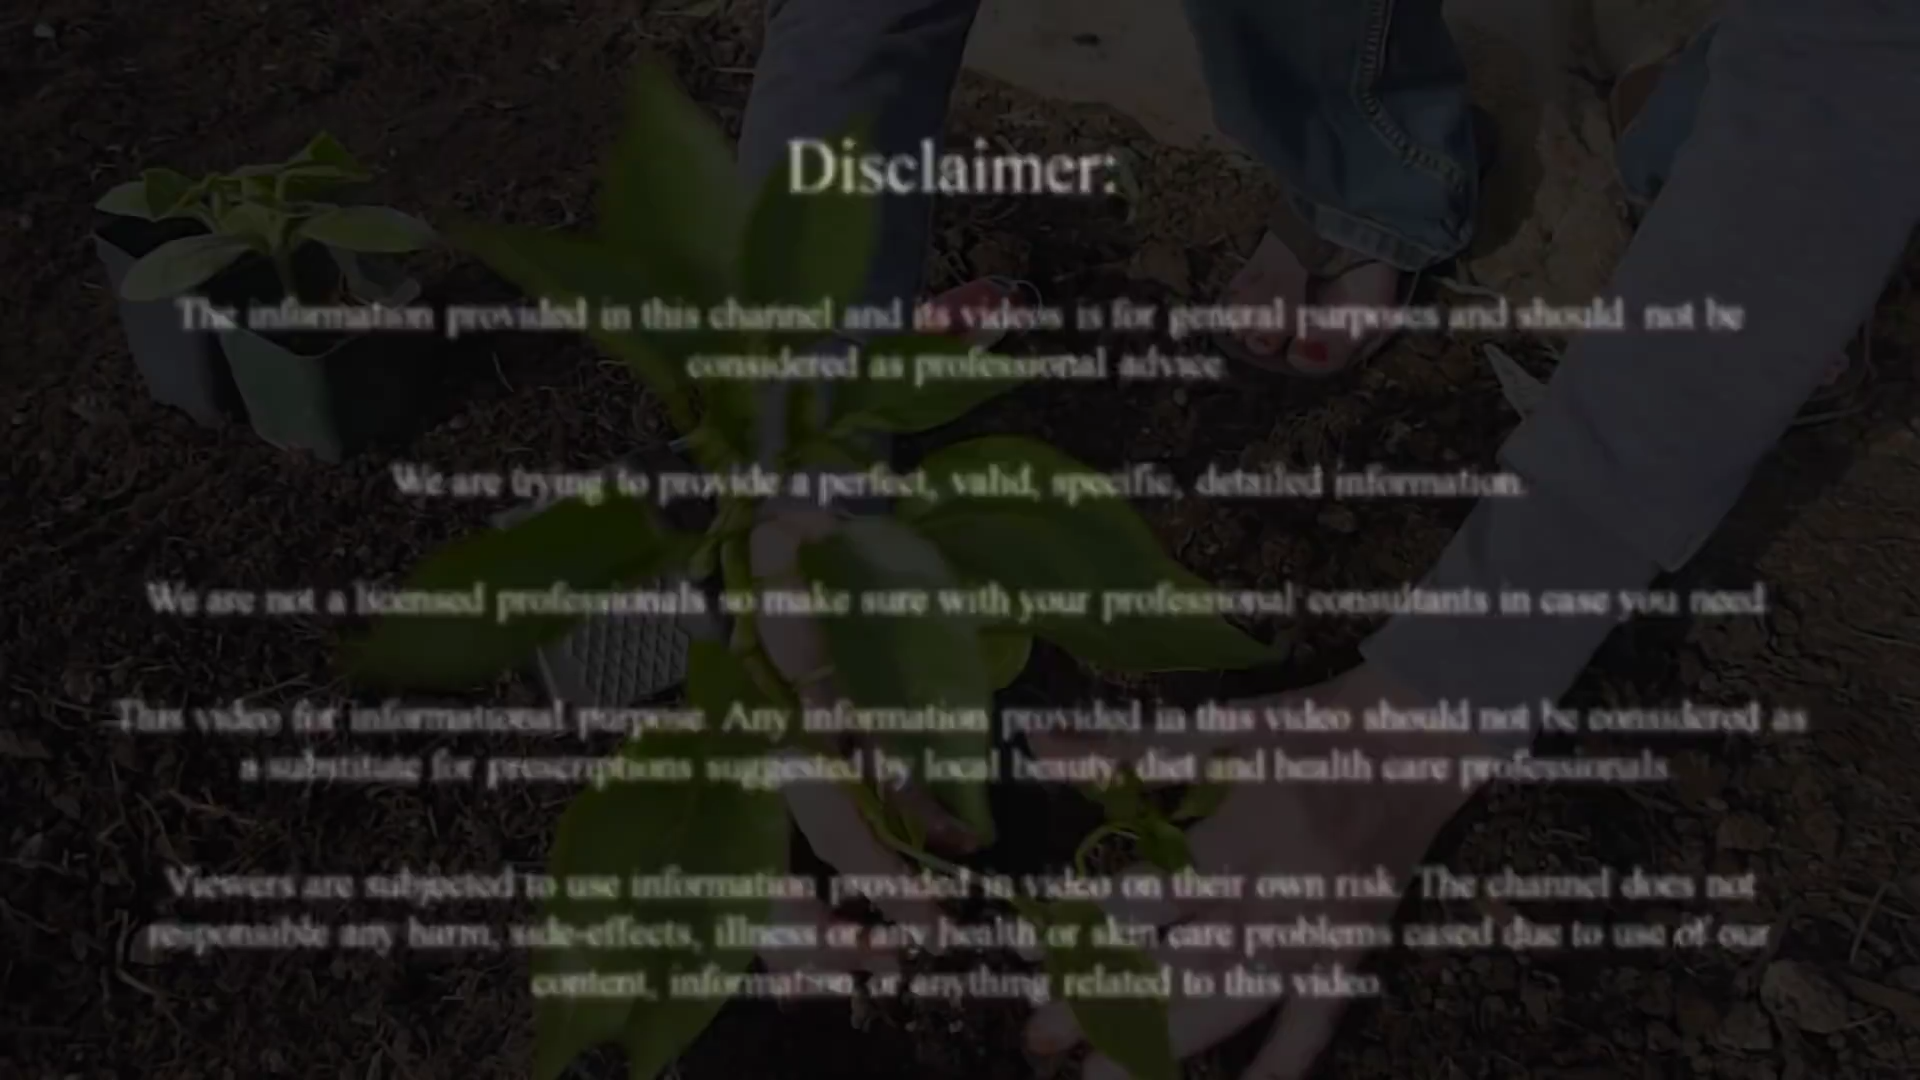 Disclaimer:
The information provided in this channel and its videos is for general purposes and should not be
considered as professional advice
We are trying to provide a perfect, valid, specific, detailed information.
We are not a licensed professionals so make sure with your professional consultants in case you need.
This video for informational purpose. Any information provided in this video should not be considered as
a substitute for prescriptions suggested by local beauty, diet and health care professionals.
Viewers are subjected to use information provided in video on their own risk. The channel does not
responsible any harm, side-effects, illness or any health or skin care problems cased due to use of our
content, information or anything related to this video.